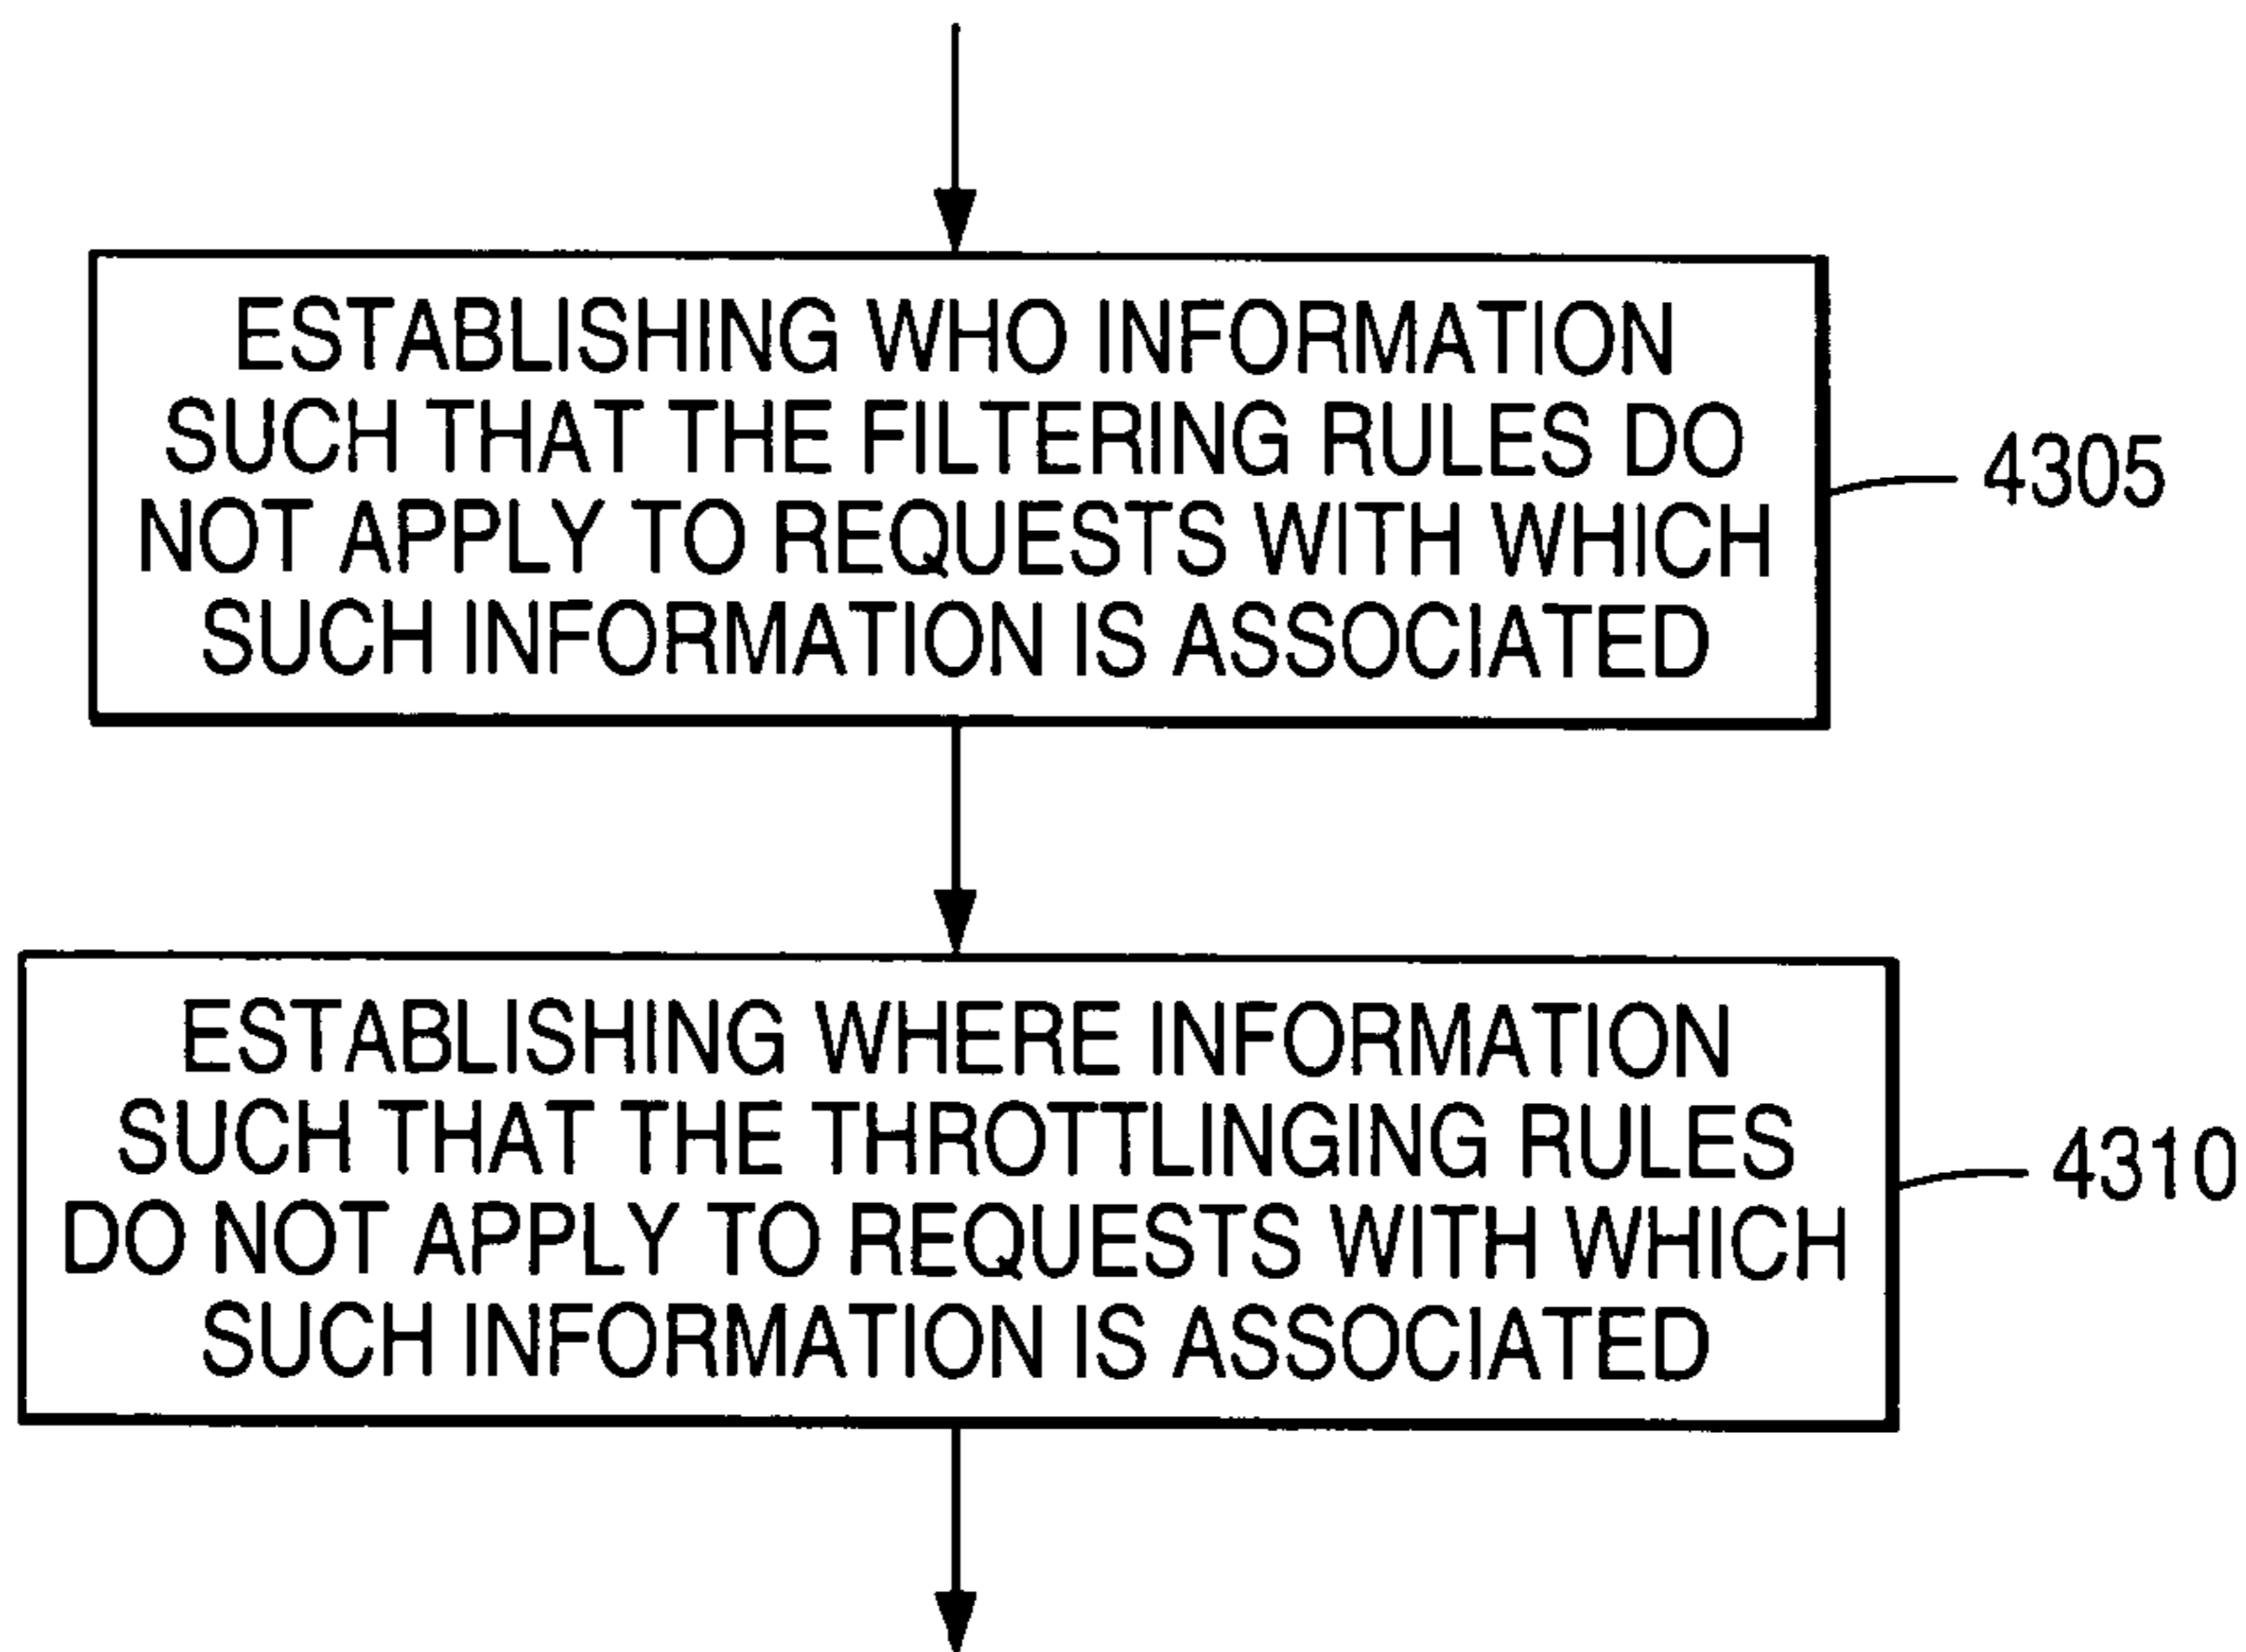 ESTABLISHING WHO INFORMATION
SUCH THAT THE FILTERING RULES DO
NOT APPLY TO REQUESTS WITH WHICH
SUCH INFORMATION IS ASSOCIATED
4305
ESTABLISHING WHERE INFORMATION
SUCH THAT THE THROTTLINGING RULES
DO NOT APPLY TO REQUESTS WITH WHICH
SUCH INFORMATION IS ASSOCIATED
4310